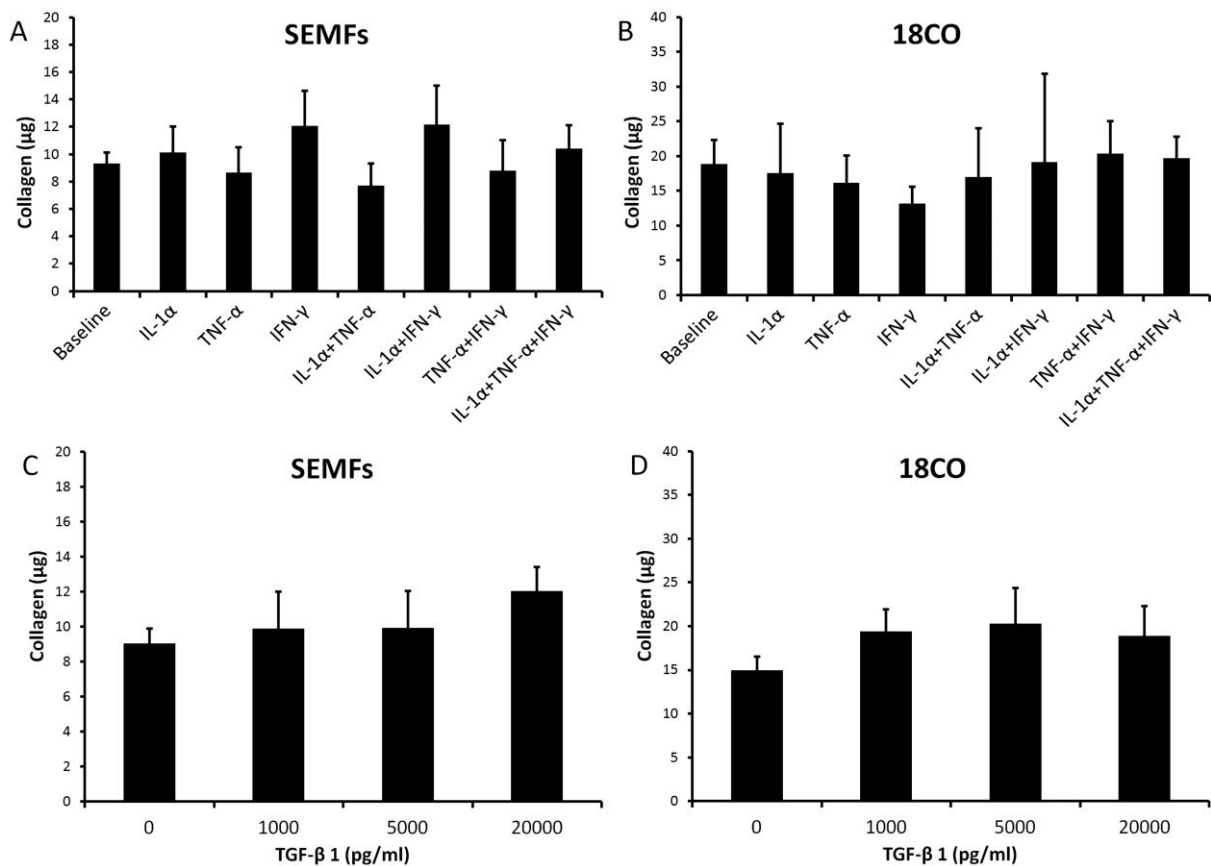 A
SEMFs
Collagen (µg)
20
18
16
14
12
10
8
6
4
2
0
Baseline
IL-1α
TNF-α
IFN-γ
IL-1α+TNF-α
IL-1α+IFN-γ
TNF-α+IFN-γ
IL-1α+TNF-α+IFN-γ
B
18CO
Collagen (µg)
40
35
30
25
20
15
10
5
0
Baseline
IL-1α
TNF-α
IFN-γ
IL-1α+TNF-α
IL-1α+IFN-γ
TNF-α+IFN-γ
IL-1α+TNF-α+IFN-γ
C
SEMFs
Collagen (µg)
20
18
16
14
12
10
8
6
4
2
0
0 1000 5000 20000
TGF-β 1 (pg/ml)
D
18CO
Collagen (µg)
40
35
30
25
20
15
10
5
0
0 1000 5000 20000
TGF-β 1 (pg/ml)